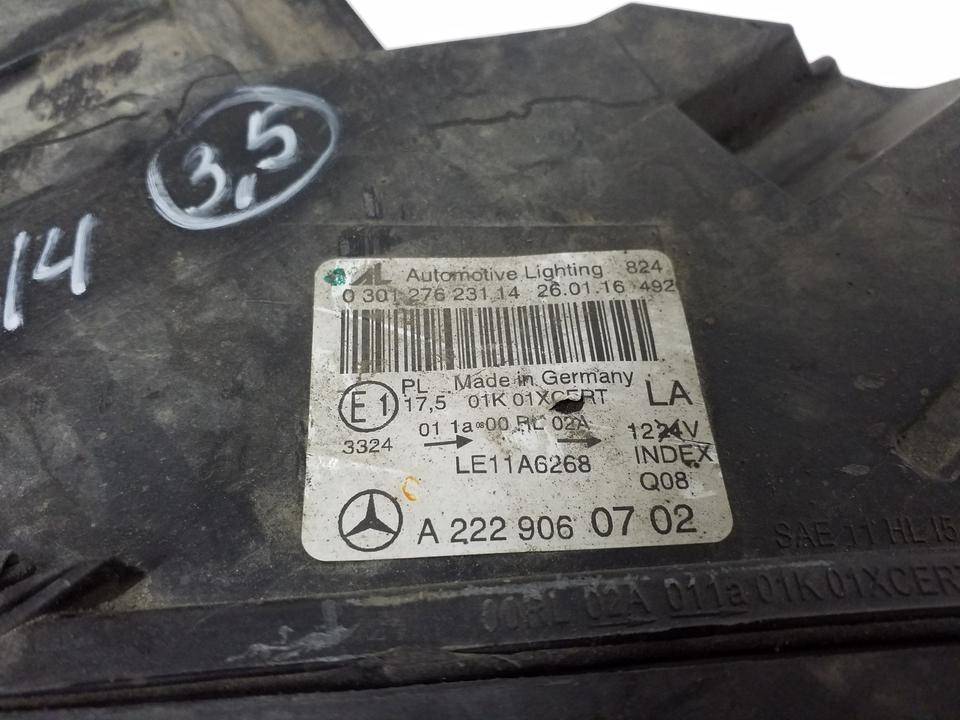 3,5
14
AL Automotive Lighting 824
0 301 276 231.14 26.01.16 492
E1 PL Made in Germany LA
17,5 01K 01XCERT
01 1a 00 RL 02A 1224V
3324 INDEX
LE11A6268 Q08
A 222 906 07 02
SAE 11 HL I5
00RL 02A 011a 01K 01XCERT